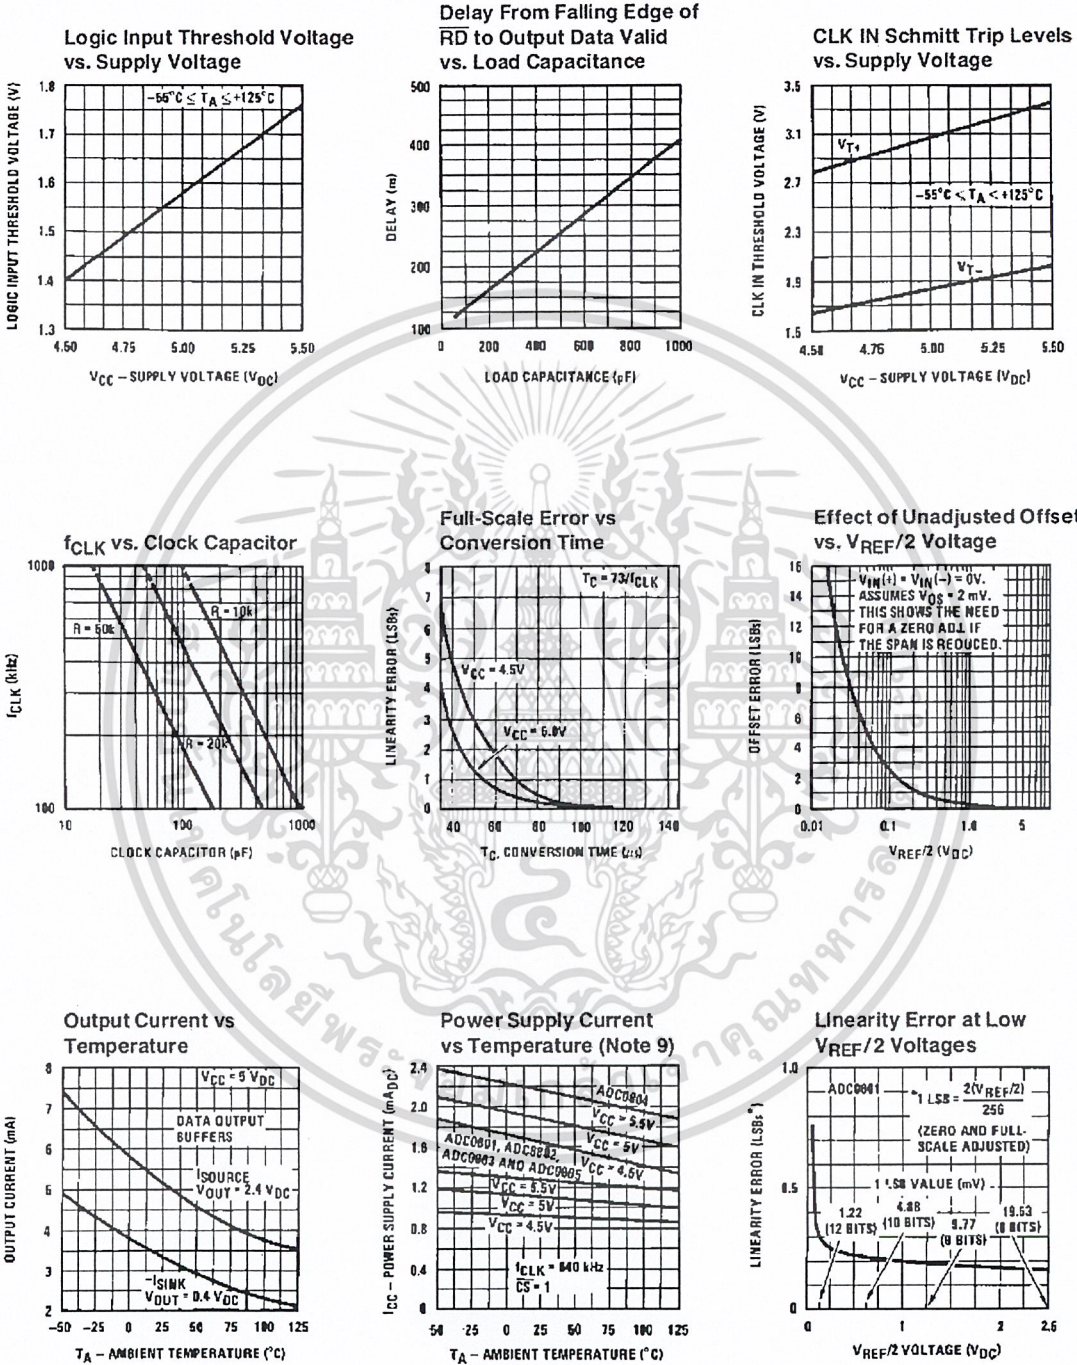 Logic Input Threshold Voltage
vs. Supply Voltage
LOGIC INPUT THRESHOLD VOLTAGE (V)
1.8
1.7
1.6
1.5
1.4
1.3
-55°C ≤ TA ≤ +125°C
4.50 4.75 5.00 5.25 5.50
VCC – SUPPLY VOLTAGE (VDC)
Delay From Falling Edge of
RD to Output Data Valid
vs. Load Capacitance
DELAY (ns)
500
400
300
200
100
0 200 400 600 800 1000
LOAD CAPACITANCE (pF)
CLK IN Schmitt Trip Levels
vs. Supply Voltage
CLK IN THRESHOLD VOLTAGE (V)
3.5
3.1
2.7
2.3
1.9
1.5
VT+
-55°C < TA < +125°C
VT–
4.50 4.75 5.00 5.25 5.50
VCC – SUPPLY VOLTAGE (VDC)
fCLK vs. Clock Capacitor
fCLK (kHz)
1000
100
R = 50k
R = 10k
R = 20k
10 100 1000
CLOCK CAPACITOR (pF)
Full-Scale Error vs
Conversion Time
LINEARITY ERROR (LSBs)
8
7
6
5
4
3
2
1
0
TC = 73/fCLK
VCC = 4.5V
VCC = 5.0V
40 60 80 100 120 140
TC, CONVERSION TIME (µs)
Effect of Unadjusted Offset
vs. VREF/2 Voltage
OFFSET ERROR (LSBs)
16
14
12
10
8
6
4
2
0
VIN(+) = VIN(–) = 0V.
ASSUMES VOS = 2 mV.
THIS SHOWS THE NEED
FOR A ZERO ADJ. IF
THE SPAN IS REDUCED.
0.01 0.1 1.0 5
VREF/2 (VDC)
Output Current vs
Temperature
OUTPUT CURRENT (mA)
8
7
6
5
4
3
2
VCC = 5 VDC
DATA OUTPUT
BUFFERS
ISOURCE
VOUT = 2.4 VDC
–ISINK
VOUT = 0.4 VDC
-50 -25 0 25 50 75 100 125
TA – AMBIENT TEMPERATURE (°C)
Power Supply Current
vs Temperature (Note 9)
ICC – POWER SUPPLY CURRENT (mADC)
2.4
2.0
1.6
1.2
0.8
0.4
0
ADC0804
VCC = 5.5V
VCC = 5V
VCC = 4.5V
ADC0801, ADC0802,
ADC0803 AND ADC0805
VCC = 5.5V
VCC = 5V
VCC = 4.5V
fCLK = 640 kHz
CS = 1
50 -25 0 25 50 75 100 125
TA – AMBIENT TEMPERATURE (°C)
Linearity Error at Low
VREF/2 Voltages
LINEARITY ERROR (LSBs*)
1.0
0.5
0
ADC0801
*1 LSB = 2(VREF/2)
256
(ZERO AND FULL-
SCALE ADJUSTED)
1 LSB VALUE (mV)
1.22
(12 BITS)
4.88
(10 BITS)
9.77
(9 BITS)
19.53
(8 BITS)
0 1 2 2.5
VREF/2 VOLTAGE (VDC)